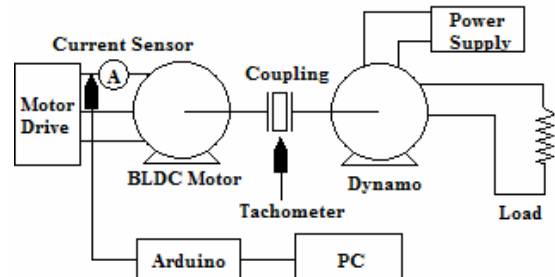 Power
Supply
Current Sensor
Coupling
A
Motor
Drive
BLDC Motor
Dynamo
Tachometer
Load
Arduino
PC